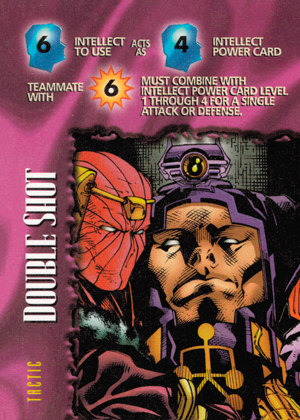 6 INTELLECT TO USE ACTS AS 4 INTELLECT POWER CARD
TEAMMATE WITH 6 MUST COMBINE WITH
INTELLECT POWER CARD LEVEL
1 THROUGH 4 FOR A SINGLE
ATTACK OR DEFENSE.
DOUBLE SHOT
TACTIC
8